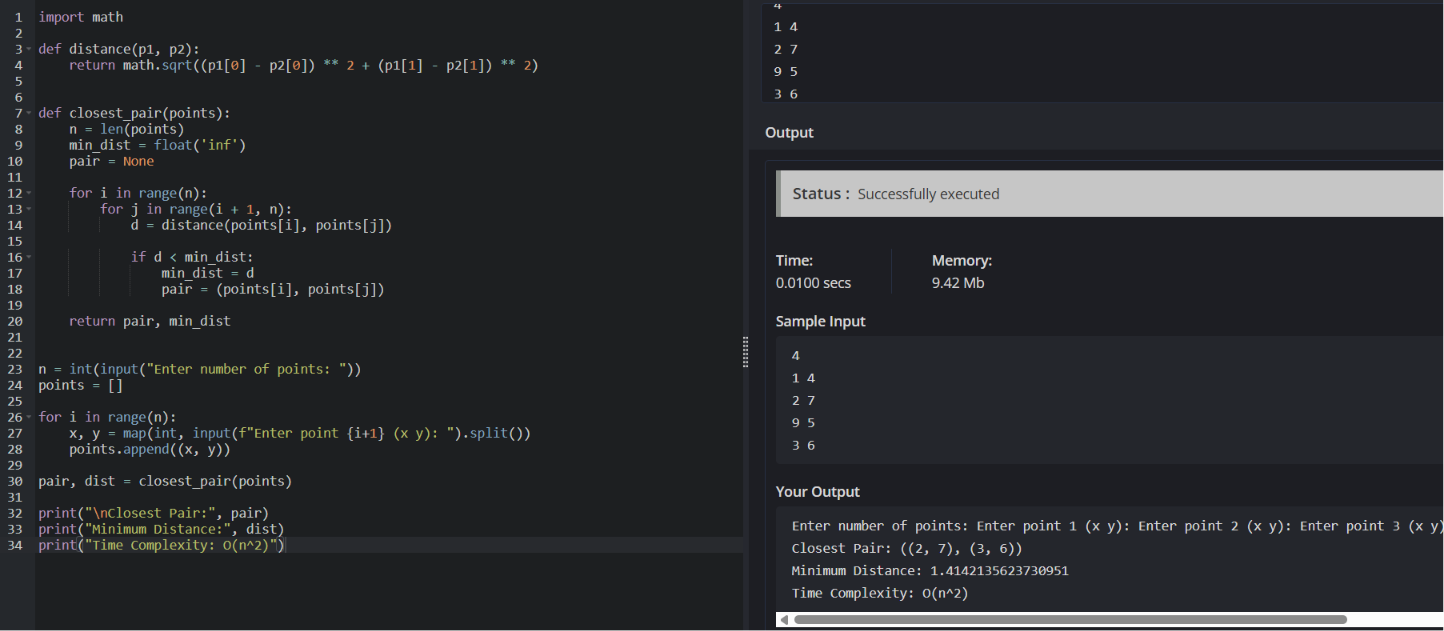 1 import math
2
3 def distance(p1, p2):
4 return math.sqrt((p1[0] - p2[0]) ** 2 + (p1[1] - p2[1]) ** 2)
5
6
7 def closest_pair(points):
8 n = len(points)
9 min_dist = float('inf')
10 pair = None
11
12 for i in range(n):
13 for j in range(i + 1, n):
14 d = distance(points[i], points[j])
15
16 if d < min_dist:
17 min_dist = d
18 pair = (points[i], points[j])
19
20 return pair, min_dist
21
22
23 n = int(input("Enter number of points: "))
24 points = []
25
26 for i in range(n):
27 x, y = map(int, input(f"Enter point {i+1} (x y): ").split())
28 points.append((x, y))
29
30 pair, dist = closest_pair(points)
31
32 print("\nClosest Pair:", pair)
33 print("Minimum Distance:", dist)
34 print("Time Complexity: O(n^2)")
4
1 4
2 7
9 5
3 6
Output
Status : Successfully executed
Time: Memory:
0.0100 secs 9.42 Mb
Sample Input
4
1 4
2 7
9 5
3 6
Your Output
Enter number of points: Enter point 1 (x y): Enter point 2 (x y): Enter point 3 (x y)
Closest Pair: ((2, 7), (3, 6))
Minimum Distance: 1.4142135623730951
Time Complexity: O(n^2)